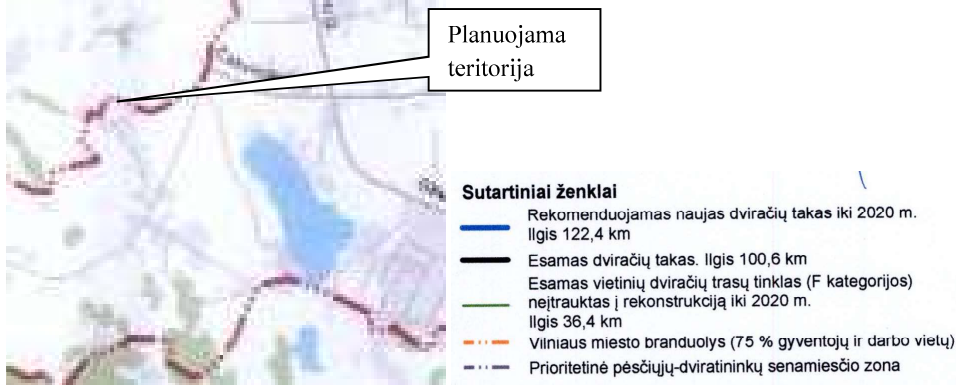 Planuojama
teritorija
Sutartiniai ženklai
Rekomenduojamas naujas dviračių takas iki 2020 m.
Ilgis 122,4 km
Esamas dviračių takas. Ilgis 100,6 km
Esamas vietinių dviračių trasų tinklas (F kategorijos)
neįtrauktas į rekonstrukciją iki 2020 m.
Ilgis 36,4 km
Vilniaus miesto branduolys (75 % gyventojų ir darbo vietų)
Prioritetinė pėsčiųjų-dviratininkų senamiesčio zona